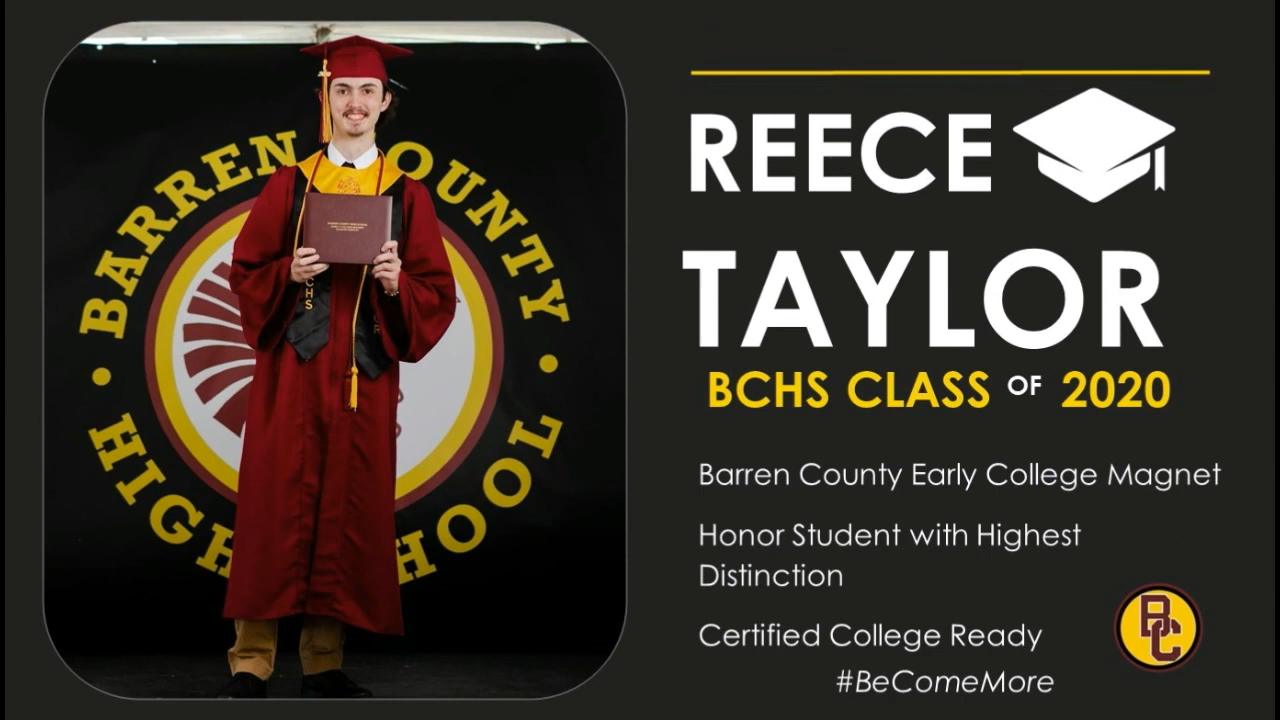 BARREN COUNTY
HIGH SCHOOL
CHS
REECE
TAYLOR
BCHS CLASS OF 2020
Barren County Early College Magnet
Honor Student with Highest
Distinction
Certified College Ready
#BeComeMore
BC